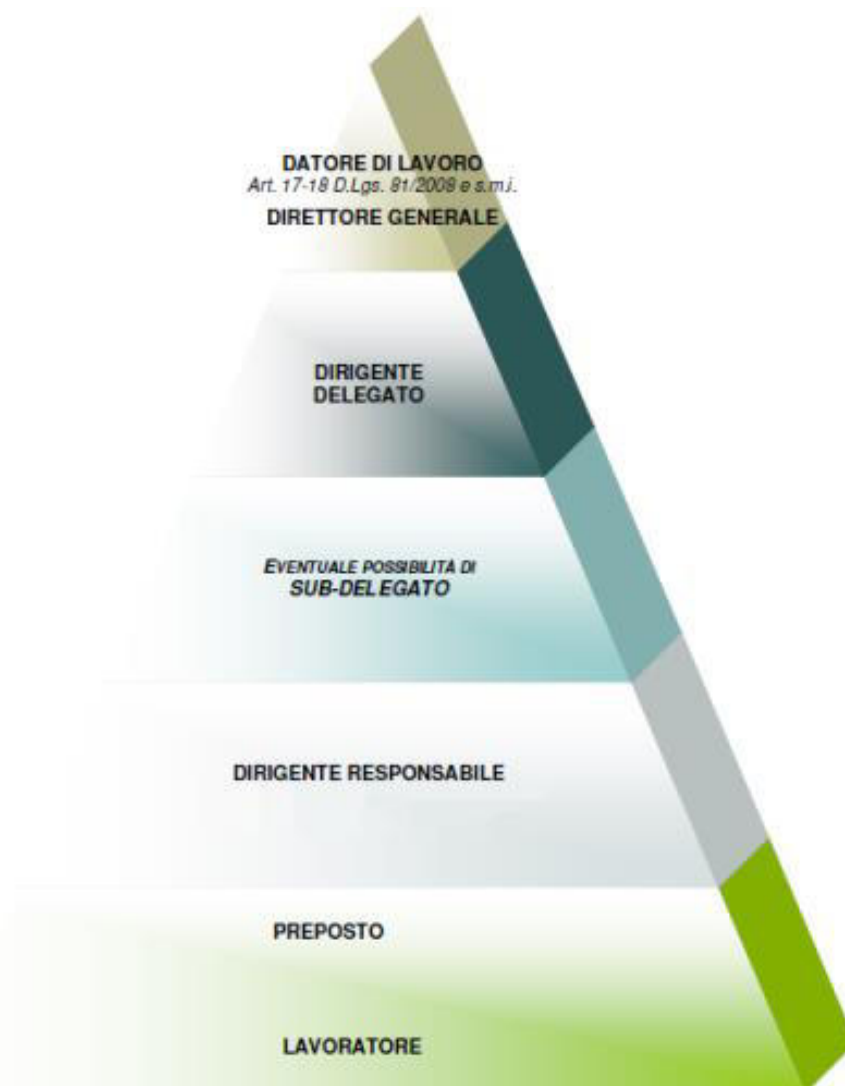 DATORE DI LAVORO
Art. 17-18 D.Lgs. 81/2008 e s.m.i.
DIRETTORE GENERALE
DIRIGENTE
DELEGATO
EVENTUALE POSSIBILITÀ DI
SUB-DELEGATO
DIRIGENTE RESPONSABILE
PREPOSTO
LAVORATORE